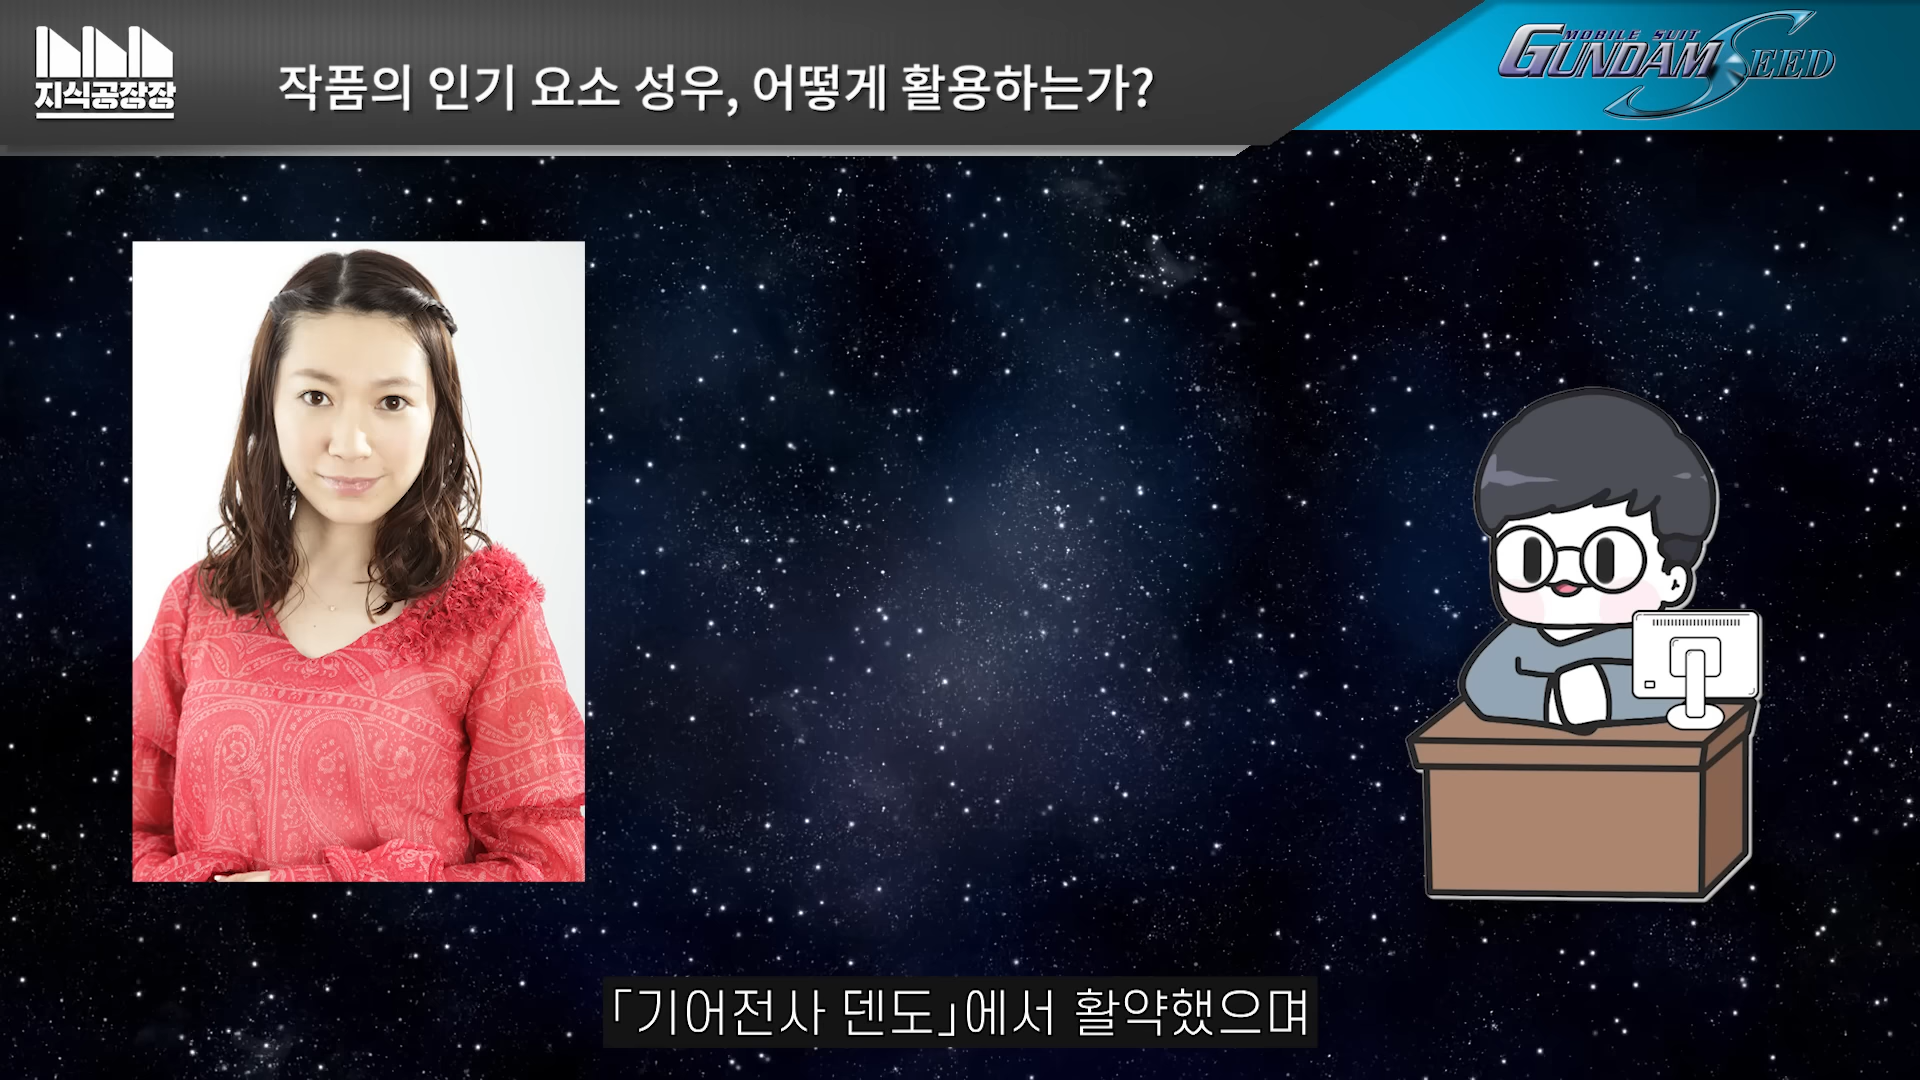 지식공장장
작품의 인기 요소 성우, 어떻게 활용하는가?
MOBILE SUIT
GUNDAM SEED
「기어전사 덴도」에서 활약했으며